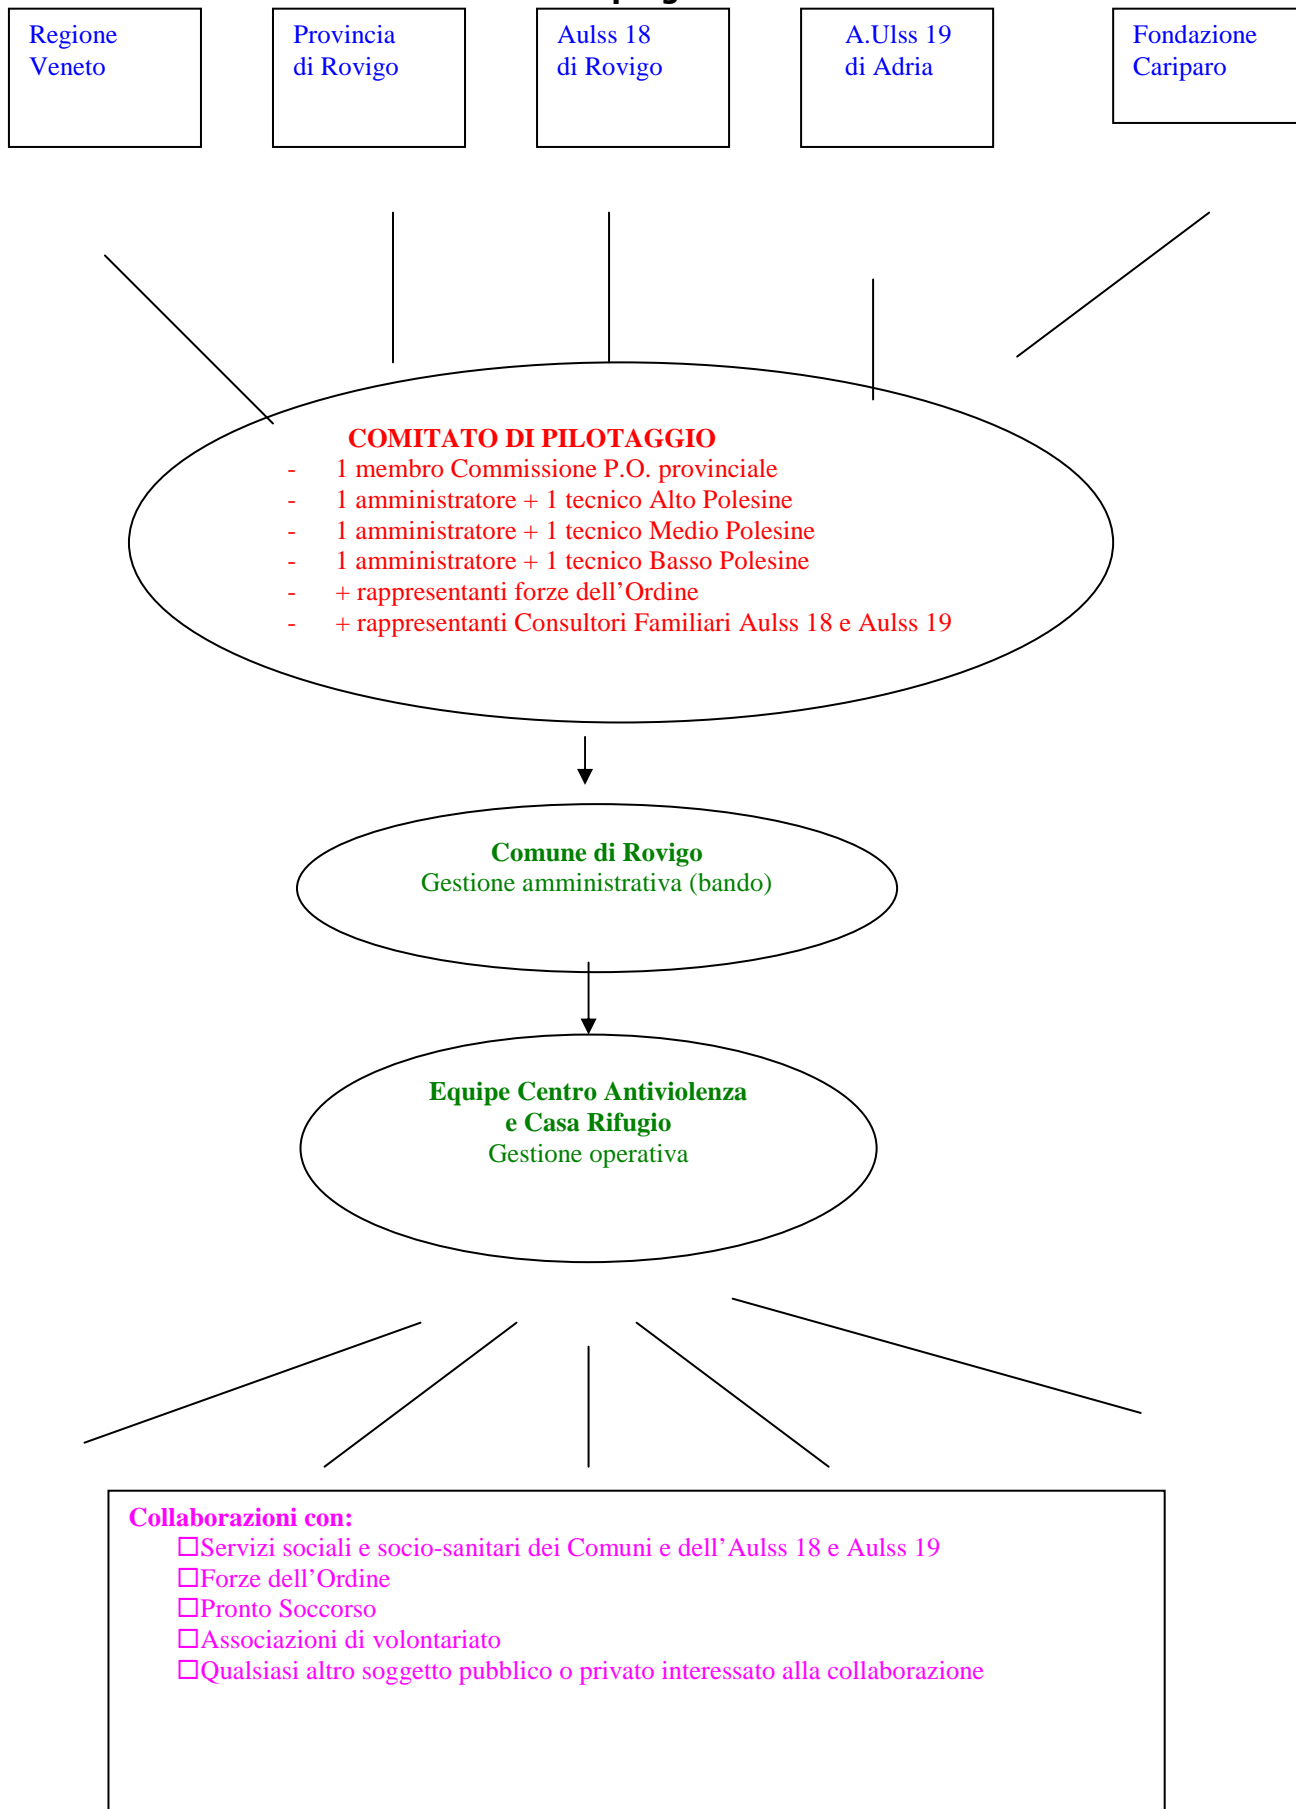 Regione
Veneto
Provincia
di Rovigo
Aulss 18
di Rovigo
A.Ulss 19
di Adria
Fondazione
Cariparo
COMITATO DI PILOTAGGIO
- 1 membro Commissione P.O. provinciale
- 1 amministratore + 1 tecnico Alto Polesine
- 1 amministratore + 1 tecnico Medio Polesine
- 1 amministratore + 1 tecnico Basso Polesine
- + rappresentanti forze dell’Ordine
- + rappresentanti Consultori Familiari Aulss 18 e Aulss 19
Comune di Rovigo
Gestione amministrativa (bando)
Equipe Centro Antiviolenza
e Casa Rifugio
Gestione operativa
Collaborazioni con:
☐Servizi sociali e socio-sanitari dei Comuni e dell’Aulss 18 e Aulss 19
☐Forze dell’Ordine
☐Pronto Soccorso
☐Associazioni di volontariato
☐Qualsiasi altro soggetto pubblico o privato interessato alla collaborazione